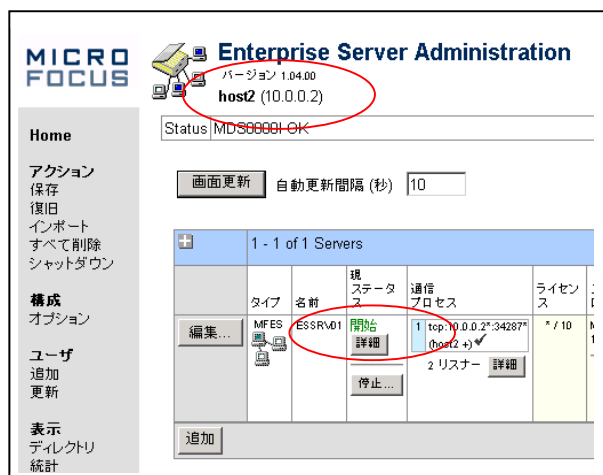 MICRO
FOCUS
Enterprise Server Administration
バージョン 1.04.00
host2 (10.0.0.2)
Status MDS0000I OK
Home
アクション
保存
復旧
インポート
すべて削除
シャットダウン
構成
オプション
ユーザ
追加
更新
表示
ディレクトリ
統計
画面更新 自動更新間隔 (秒) 10
1 - 1 of 1 Servers
タイプ 名前 現ステータス 通信プロセス ライセンス
編集... MFES ESSRV01 開始 詳細 停止... 1 tcp:10.0.0.2*:34287*
(host2 +)✔
2 リスナー 詳細
* / 10
追加